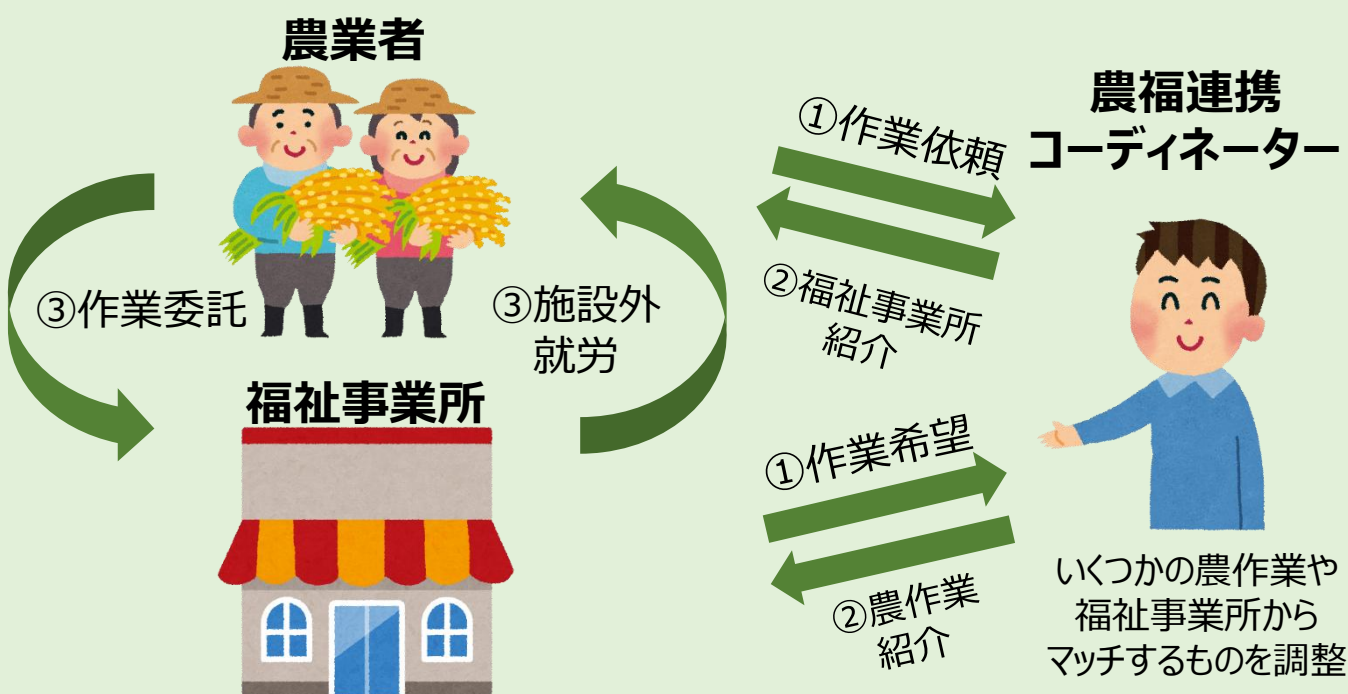 農業者
農福連携
コーディネーター
①作業依頼
②福祉事業所
紹介
③作業委託
③施設外
就労
福祉事業所
①作業希望
②農作業
紹介
いくつかの農作業や
福祉事業所から
マッチするものを調整